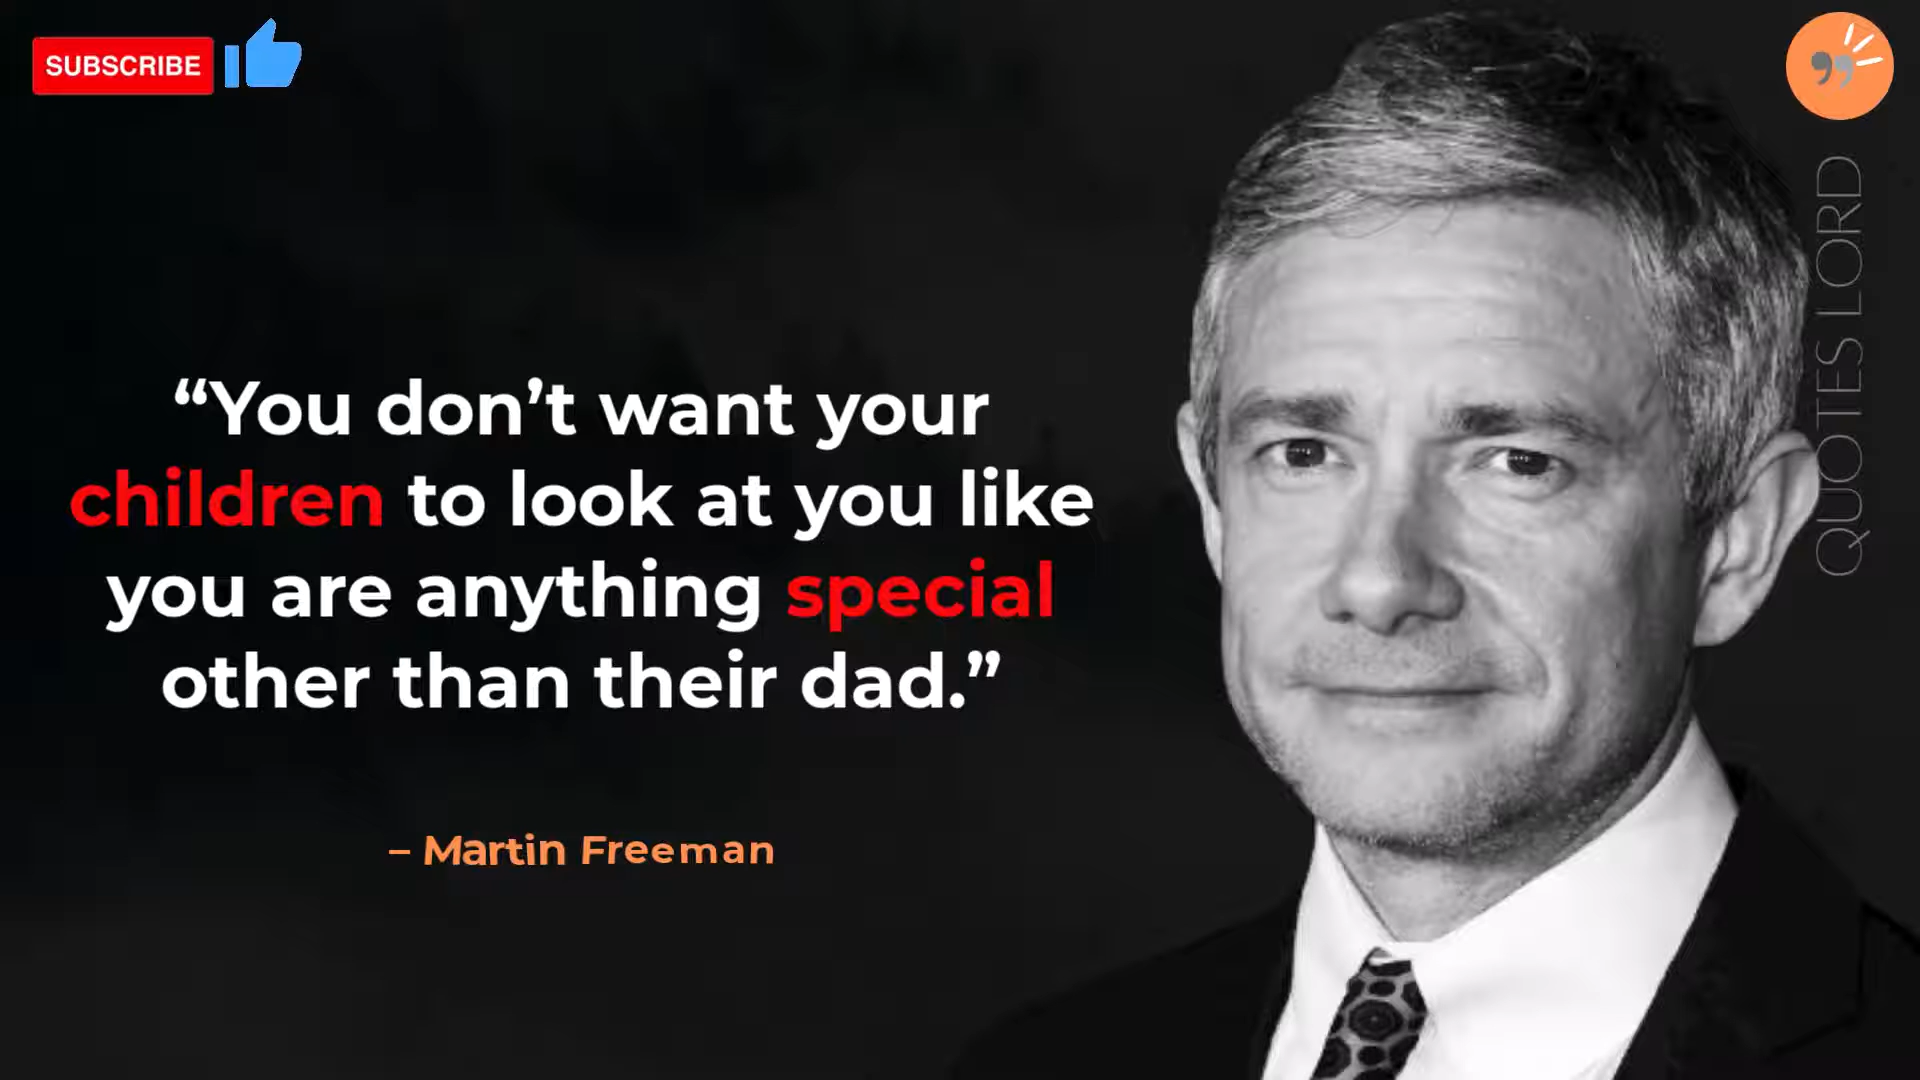 SUBSCRIBE
“You don’t want your
children to look at you like
you are anything special
other than their dad.”
– Martin Freeman
QUOTES LORD